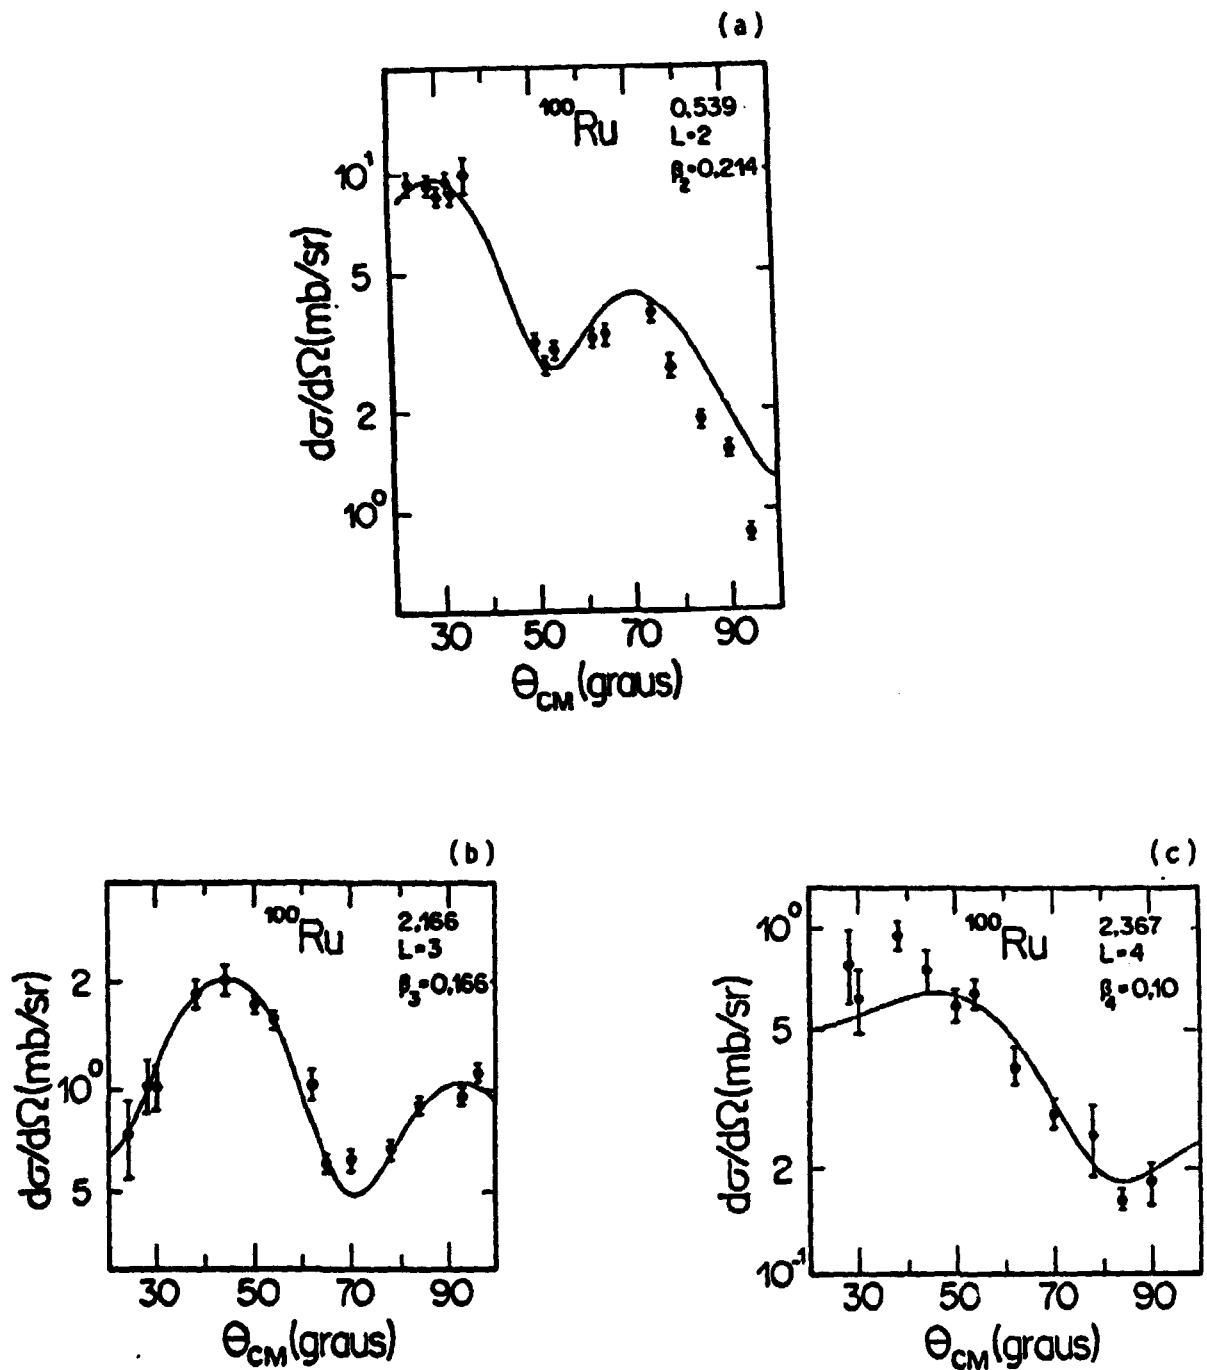 (a)
¹⁰⁰Ru
0,539
L=2
β₂=0,214
10¹
5
2
10⁰
dσ/dΩ(mb/sr)
30 50 70 90
θCM(graus)
(b)
¹⁰⁰Ru
2,166
L=3
β₃=0,166
2
10⁰
5
dσ/dΩ(mb/sr)
30 50 70 90
θCM(graus)
(c)
¹⁰⁰Ru
2,367
L=4
β₄=0,10
10⁰
5
2
10⁻¹
dσ/dΩ(mb/sr)
30 50 70 90
θCM(graus)